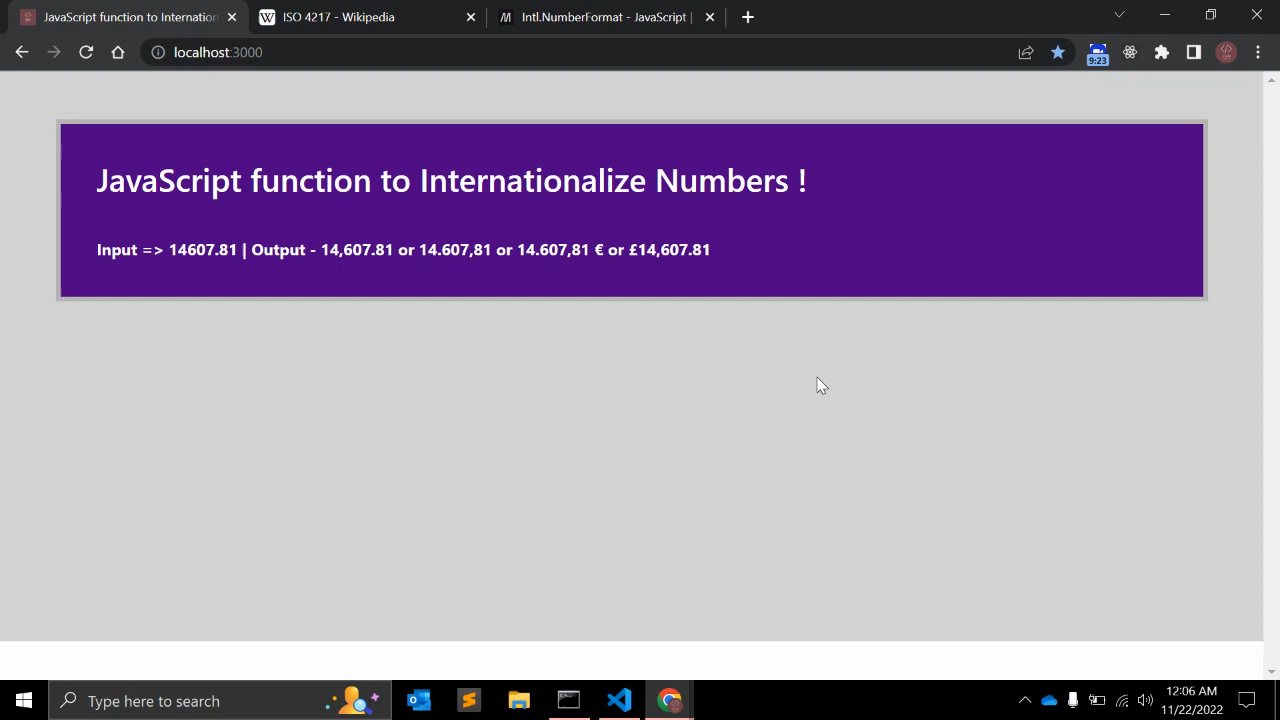 JavaScript function to Internation
ISO 4217 - Wikipedia
Intl.NumberFormat - JavaScript |
localhost:3000
9:23
JavaScript function to Internationalize Numbers !
Input => 14607.81 | Output - 14,607.81 or 14.607,81 or 14.607,81 € or £14,607.81
Type here to search
12:06 AM
11/22/2022